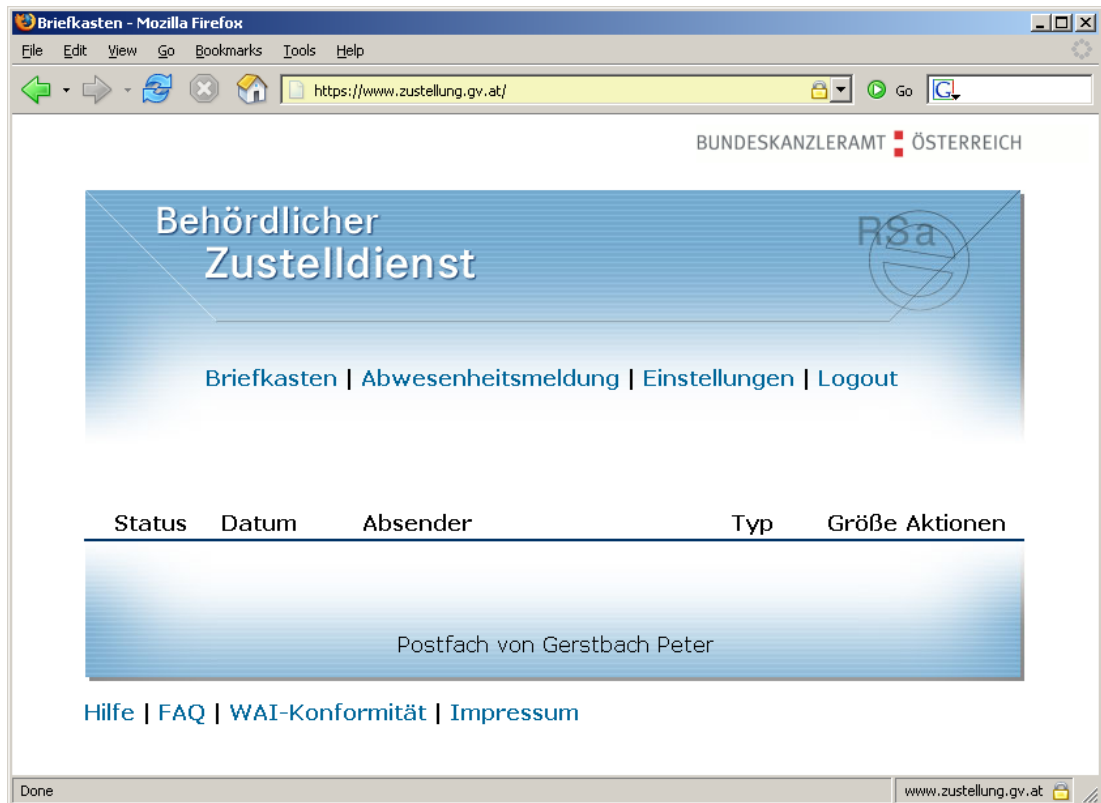 Briefkasten - Mozilla Firefox
File Edit View Go Bookmarks Tools Help
https://www.zustellung.gv.at/ Go G
BUNDESKANZLERAMT ÖSTERREICH
Behördlicher
Zustelldienst
RSa
Briefkasten | Abwesenheitsmeldung | Einstellungen | Logout
Status Datum Absender Typ Größe Aktionen
Postfach von Gerstbach Peter
Hilfe | FAQ | WAI-Konformität | Impressum
Done www.zustellung.gv.at